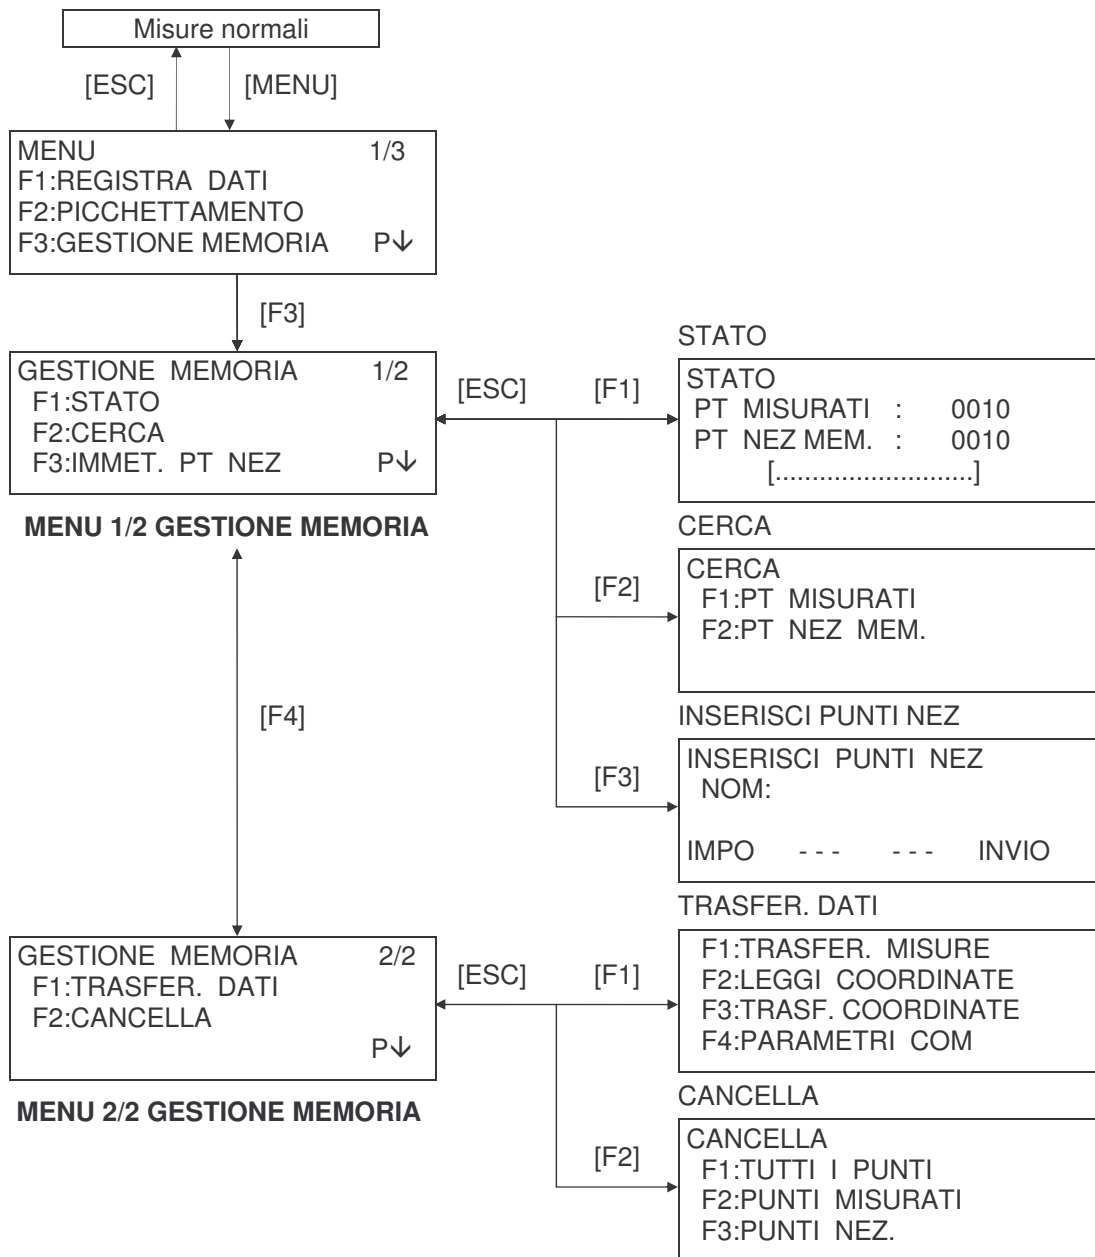 Misure normali
[ESC] [MENU]
MENU 1/3
F1:REGISTRA DATI
F2:PICCHETTAMENTO
F3:GESTIONE MEMORIA P↓
[F3]
GESTIONE MEMORIA 1/2
F1:STATO
F2:CERCA
F3:IMMET. PT NEZ P↓
MENU 1/2 GESTIONE MEMORIA
[ESC] [F1]
STATO
STATO
PT MISURATI : 0010
PT NEZ MEM. : 0010
[...........................]
CERCA
[F2]
CERCA
F1:PT MISURATI
F2:PT NEZ MEM.
[F4]
INSERISCI PUNTI NEZ
[F3]
INSERISCI PUNTI NEZ
NOM:
IMPO - - - - - - INVIO
GESTIONE MEMORIA 2/2
F1:TRASFER. DATI
F2:CANCELLA
P↓
MENU 2/2 GESTIONE MEMORIA
[ESC] [F1]
TRASFER. DATI
F1:TRASFER. MISURE
F2:LEGGI COORDINATE
F3:TRASF. COORDINATE
F4:PARAMETRI COM
CANCELLA
[F2]
CANCELLA
F1:TUTTI I PUNTI
F2:PUNTI MISURATI
F3:PUNTI NEZ.